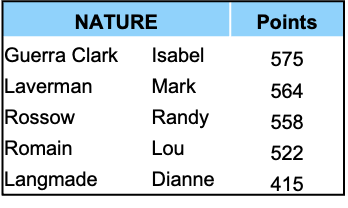 NATURE Points
Guerra Clark Isabel 575
Laverman Mark 564
Rossow Randy 558
Romain Lou 522
Langmade Dianne 415